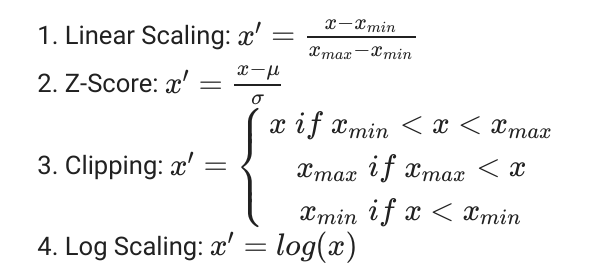 1. Linear Scaling: x′ = (x−x_min)/(x_max−x_min)
2. Z-Score: x′ = (x−μ)/σ
3. Clipping: x′ = { x if x_min < x < x_max
x_max if x_max < x
x_min if x < x_min
4. Log Scaling: x′ = log(x)